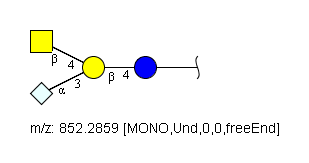 β 4
α 3
β 4
m/z: 852.2859 [MONO,Und,0,0,freeEnd]